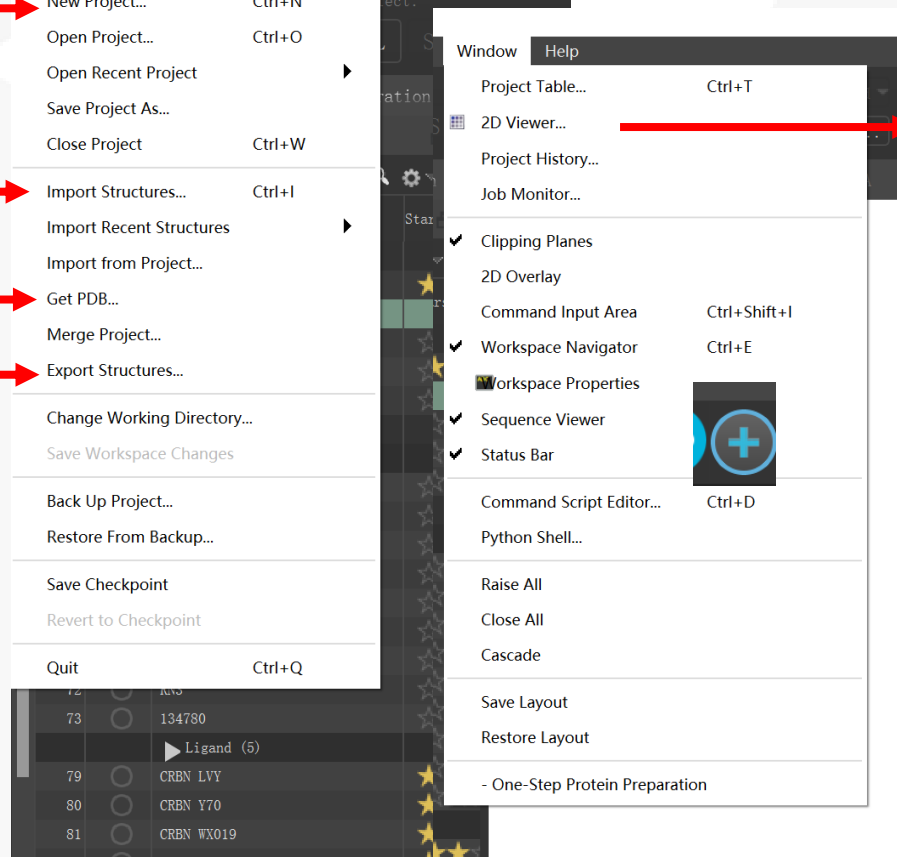 New Project... Ctrl+N
Open Project... Ctrl+O
Open Recent Project
Save Project As...
Close Project Ctrl+W
Import Structures... Ctrl+I
Import Recent Structures
Import from Project...
Get PDB...
Merge Project...
Export Structures...
Change Working Directory...
Save Workspace Changes
Back Up Project...
Restore From Backup...
Save Checkpoint
Revert to Checkpoint
Quit Ctrl+Q
73 134780
Ligand (5)
79 CRBN LVY
80 CRBN Y70
81 CRBN WX019
Window Help
Project Table... Ctrl+T
2D Viewer...
Project History...
Job Monitor...
Clipping Planes
2D Overlay
Command Input Area Ctrl+Shift+I
Workspace Navigator Ctrl+E
Workspace Properties
Sequence Viewer
Status Bar
Command Script Editor... Ctrl+D
Python Shell...
Raise All
Close All
Cascade
Save Layout
Restore Layout
- One-Step Protein Preparation